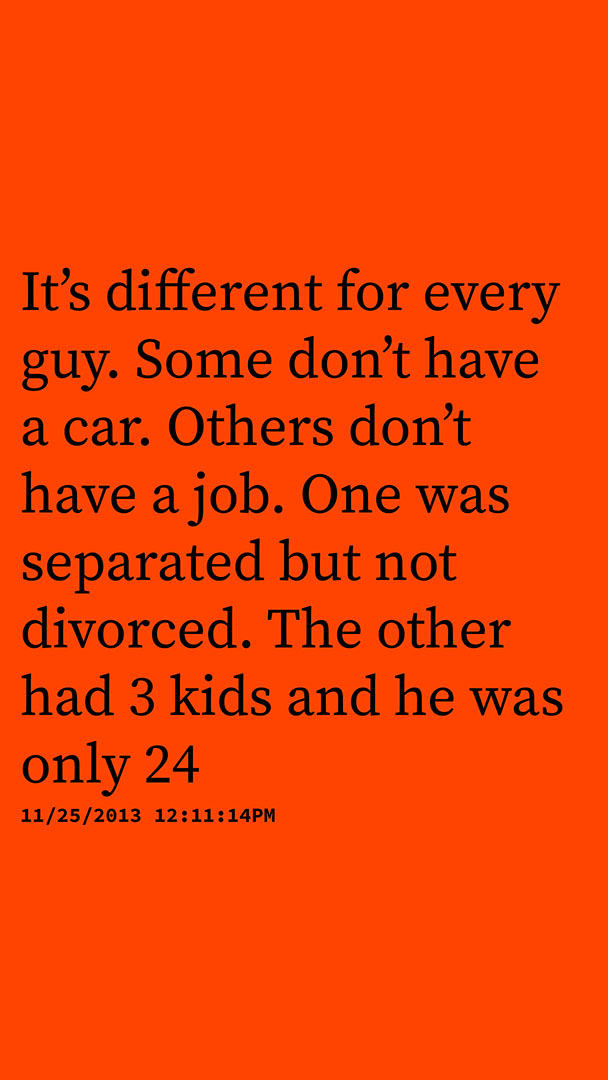 It’s different for every
guy. Some don’t have
a car. Others don’t
have a job. One was
separated but not
divorced. The other
had 3 kids and he was
only 24
11/25/2013 12:11:14PM